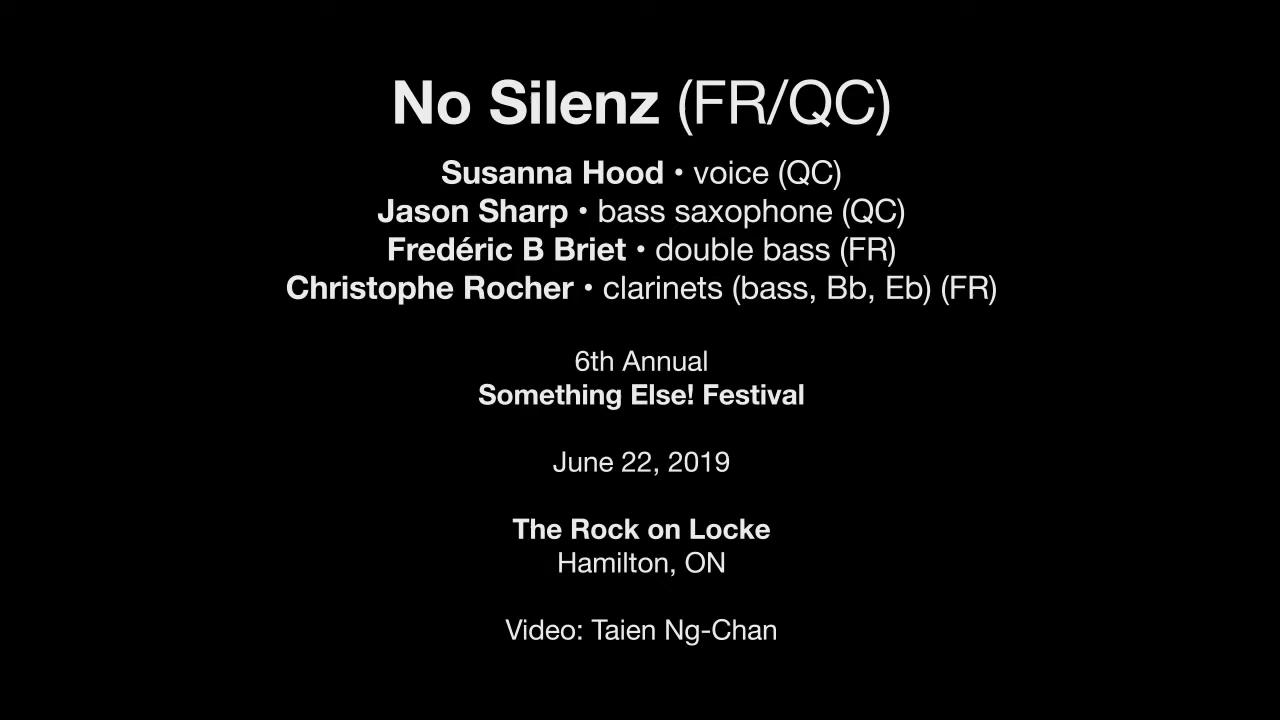 No Silenz (FR/QC)
Susanna Hood • voice (QC)
Jason Sharp • bass saxophone (QC)
Fredéric B Briet • double bass (FR)
Christophe Rocher • clarinets (bass, Bb, Eb) (FR)
6th Annual
Something Else! Festival
June 22, 2019
The Rock on Locke
Hamilton, ON
Video: Taien Ng-Chan